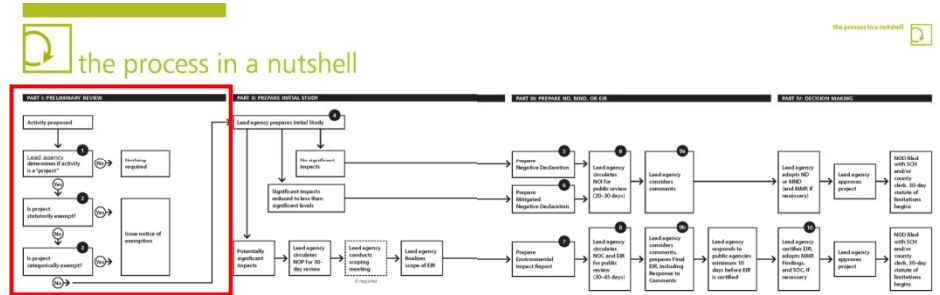 the process in a nutshell
the process in a nutshell
PART I: PRELIMINARY REVIEW
PART II: PREPARE INITIAL STUDY
PART III: PREPARE ND, MND, OR EIR
PART IV: DECISION MAKING
Activity proposed
1
Lead agency
determines if activity
is a "project"
No
Nothing
required
Yes
2
Is project
statutorily exempt?
Yes
Issue notice of
exemption
No
3
Is project
categorically exempt?
Yes
No
4
Lead agency prepares Initial Study
No significant
impacts
Significant impacts
reduced to less than
significant levels
Potentially
significant
impacts
Lead agency
circulates
NOP for 30-
day review
Lead agency
conducts
scoping
meeting
if required
Lead agency
finalizes
scope of EIR
5
Prepare
Negative Declaration
6
Prepare
Mitigated
Negative Declaration
8
Lead agency
circulates
NOI for
public review
(20–30-days)
9a
Lead agency
considers
comments
Lead agency
adopts ND
or MND
(and MMP, if
necessary)
Lead agency
approves
project
NOD filed
with SCH
and/or
county
clerk. 30-day
statute of
limitations
begins
7
Prepare
Environmental
Impact Report
8
Lead agency
circulates
NOC and EIR
for public
review
(30–45 days)
9b
Lead agency
considers
comments,
prepares Final
EIR, including
Response to
Comments
Lead agency
responds to
public agencies
minimum 10
days before EIR
is certified
10
Lead agency
certifies EIR,
adopts MMP,
Findings,
and SOC, if
necessary
Lead agency
approves
project
NOD filed
with SCH
and/or
county
clerk. 30-day
statute of
limitations
begins